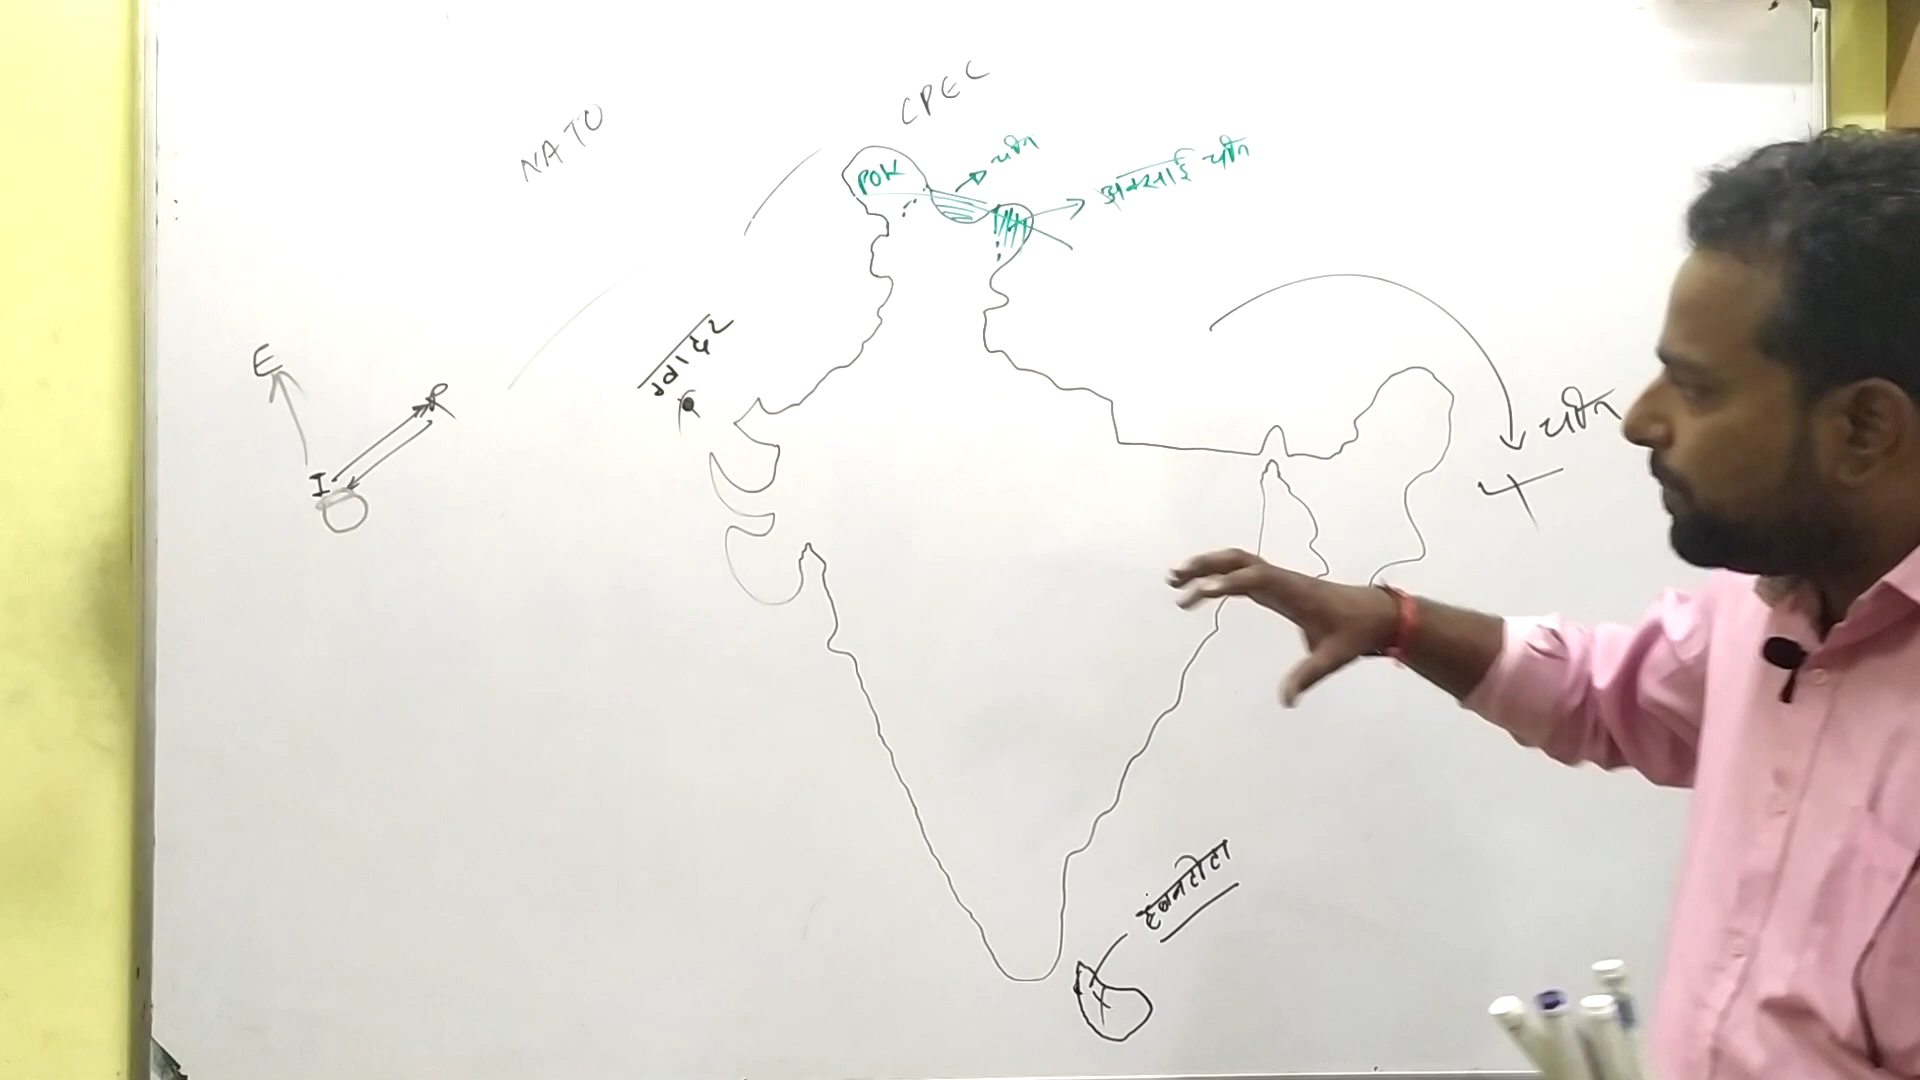 CPEC
NATO
चीन
POK
अक्साई चीन
ग्वादर
E
R
I
चीन
हंबनटोटा